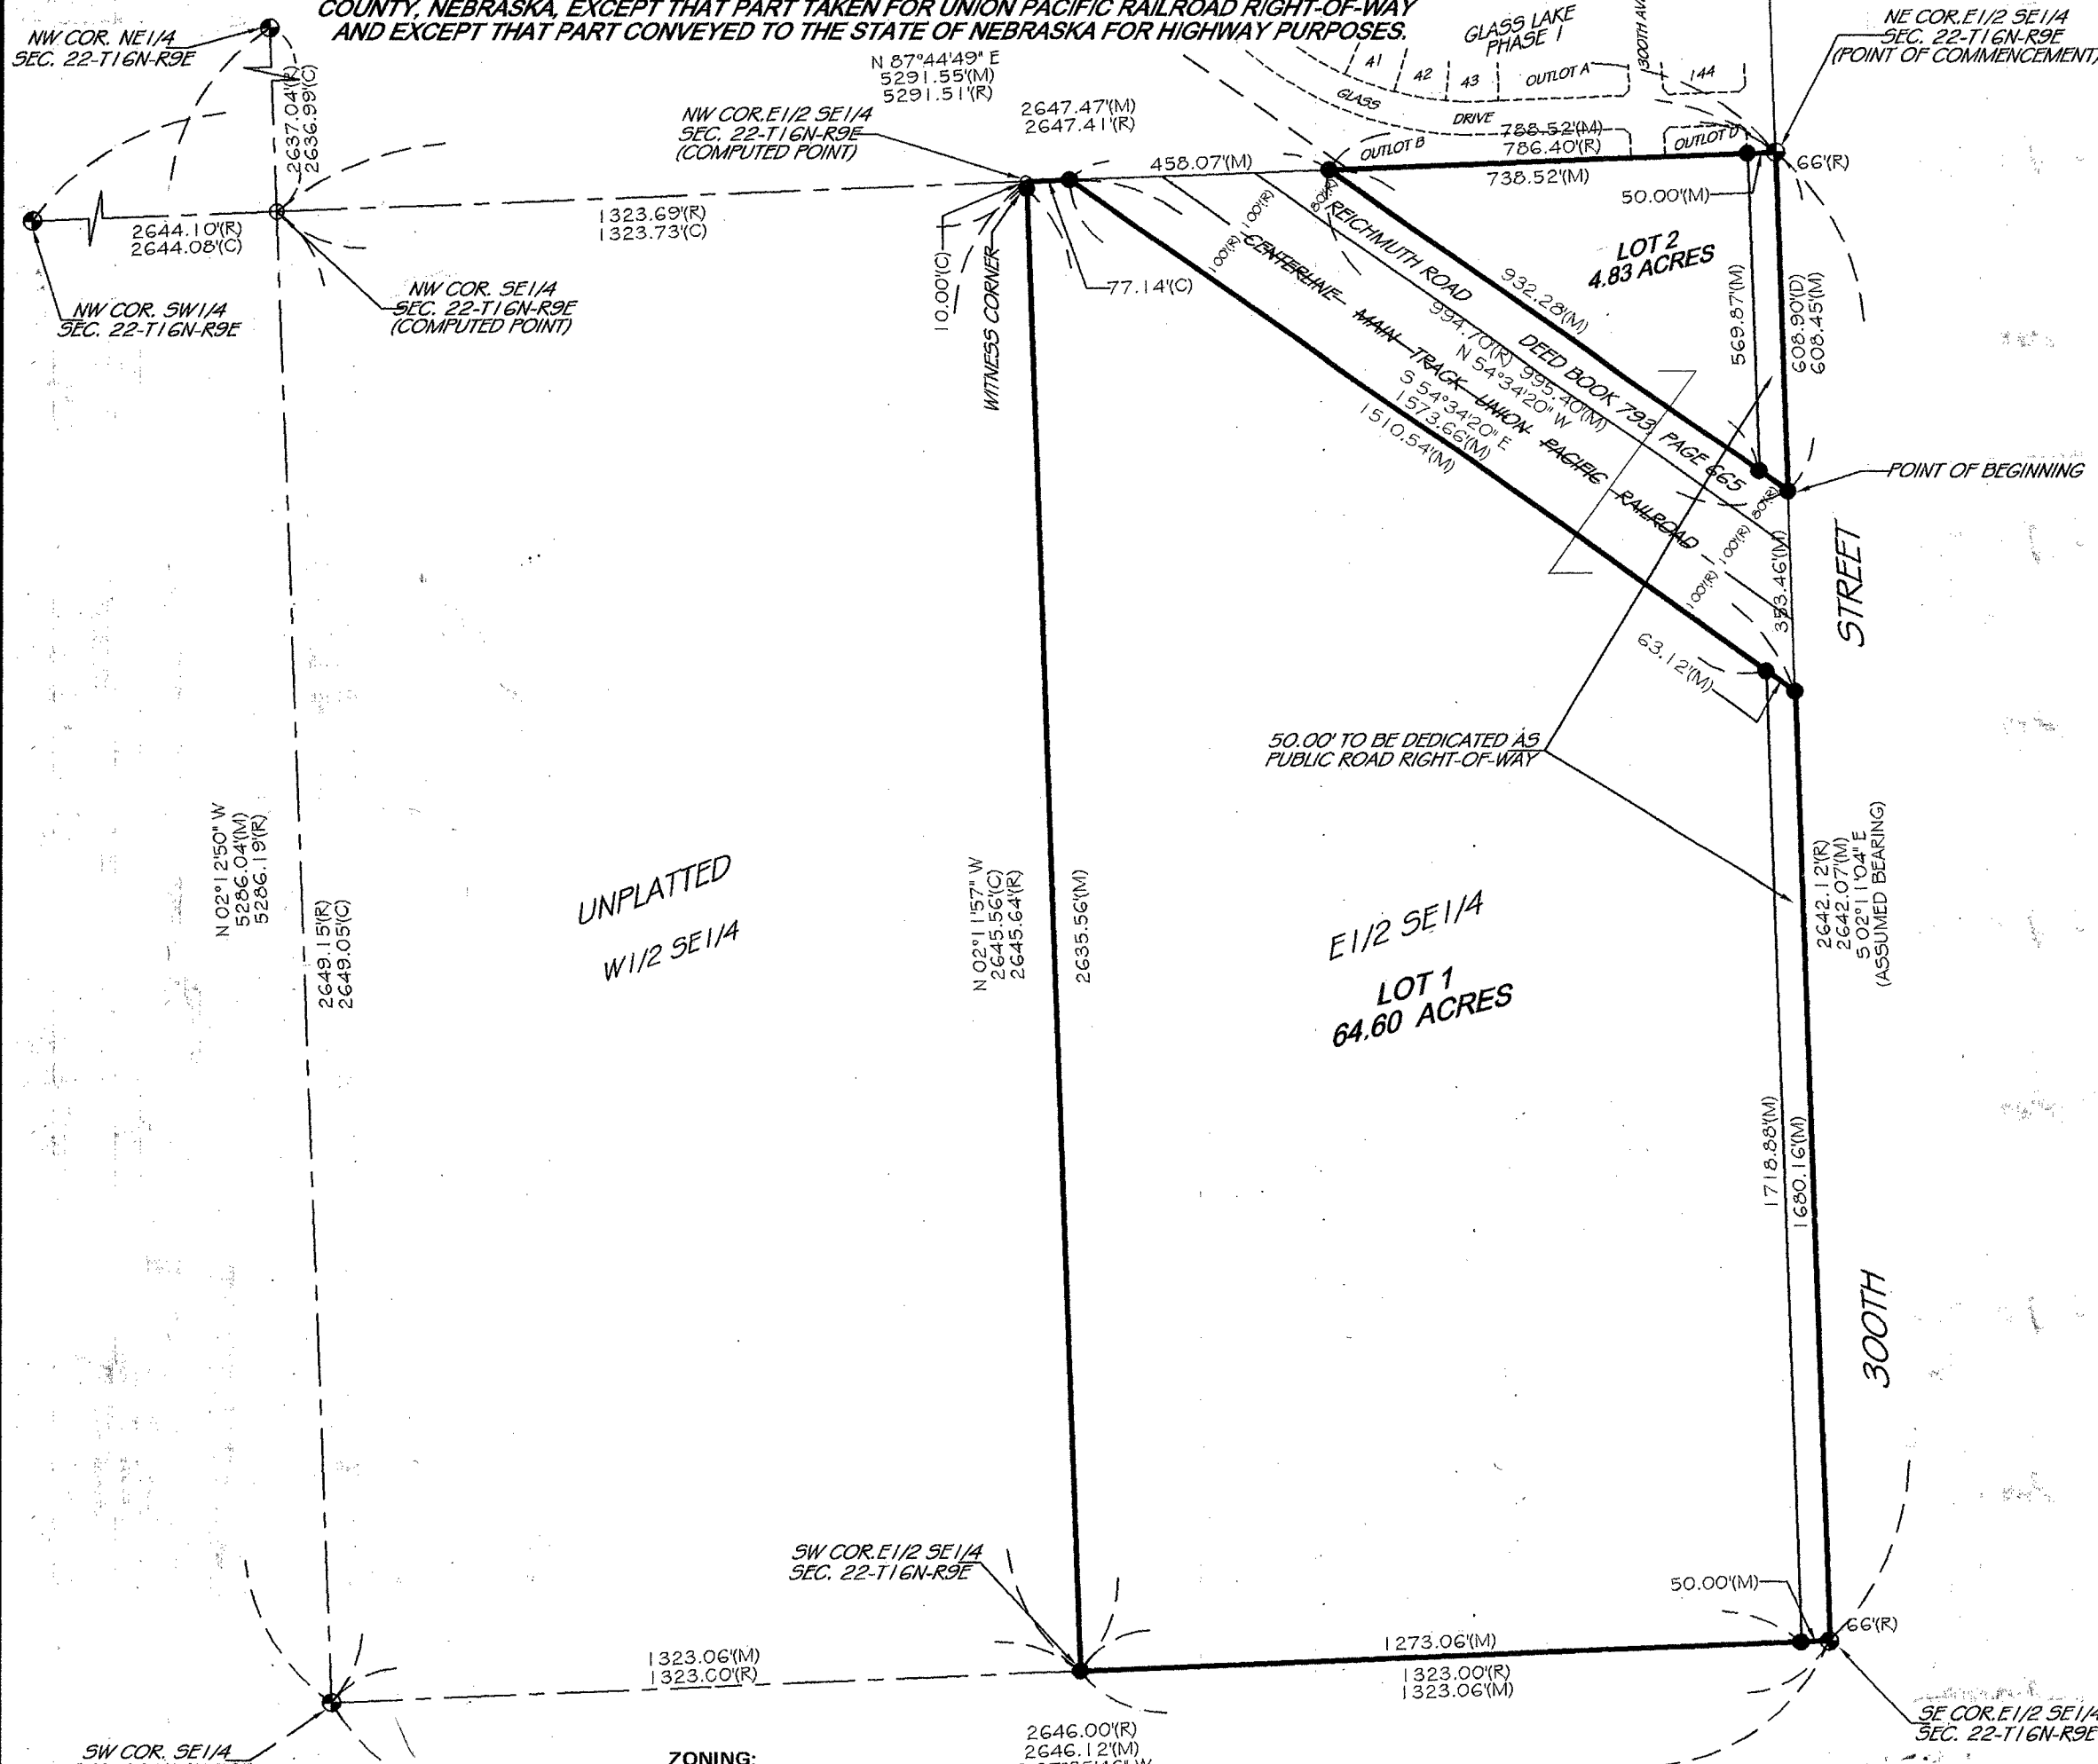 COUNTY, NEBRASKA, EXCEPT THAT PART TAKEN FOR UNION PACIFIC RAILROAD RIGHT-OF-WAY
AND EXCEPT THAT PART CONVEYED TO THE STATE OF NEBRASKA FOR HIGHWAY PURPOSES.
NW COR. NE1/4
SEC. 22-T16N-R9E
2637.04'(R)
2636.99'(C)
N 87°44'49" E
5291.55'(M)
5291.51'(R)
NW COR.E1/2 SE1/4
SEC. 22-T16N-R9E
(COMPUTED POINT)
2647.47'(M)
2647.41'(R)
GLASS LAKE
PHASE 1
41
42
43
OUTLOT A
144
300TH AV
GLASS
DRIVE
OUTLOT B
OUTLOT D
NE COR.E1/2 SE1/4
SEC. 22-T16N-R9E
(POINT OF COMMENCEMENT)
788.52'(M)
786.40'(R)
738.52'(M)
458.07'(M)
66'(R)
50.00'(M)
1323.69'(R)
1323.73'(C)
2644.10'(R)
2644.08'(C)
NW COR. SW1/4
SEC. 22-T16N-R9E
NW COR. SE1/4
SEC. 22-T16N-R9E
(COMPUTED POINT)
10.00'(C)
WITNESS CORNER
77.14'(C)
100'(R)
100'(R)
80'(R)
REICHMUTH ROAD
DEED BOOK 793, PAGE 665
CENTERLINE MAIN TRACK UNION PACIFIC RAILROAD
LOT 2
4.83 ACRES
932.28'(M)
994.70'(R) 995.40'(M)
N 54°34'20" W
S 54°34'20" E
1573.66'(M)
1510.54'(M)
569.87'(M)
608.90'(D)
608.45'(M)
POINT OF BEGINNING
80'(R)
100'(R)
100'(R)
353.46'(M)
STREET
63.12'(M)
50.00' TO BE DEDICATED AS
PUBLIC ROAD RIGHT-OF-WAY
N 02°12'50" W
5286.04'(M)
5286.19'(R)
2649.15'(R)
2649.05'(C)
UNPLATTED
W1/2 SE1/4
N 02°11'57" W
2645.56'(C)
2645.64'(R)
2635.56'(M)
E1/2 SE1/4
LOT 1
64.60 ACRES
2642.12'(R)
2642.07'(M)
S 02°11'04" E
(ASSUMED BEARING)
1718.88'(M)
1680.16'(M)
300TH
SW COR.E1/2 SE1/4
SEC. 22-T16N-R9E
50.00'(M)
66'(R)
1323.06'(M)
1323.00'(R)
1273.06'(M)
1323.00'(R)
1323.06'(M)
SE COR.E1/2 SE1/4
SEC. 22-T16N-R9E
SW COR. SE1/4
ZONING:
2646.00'(R)
2646.12'(M)